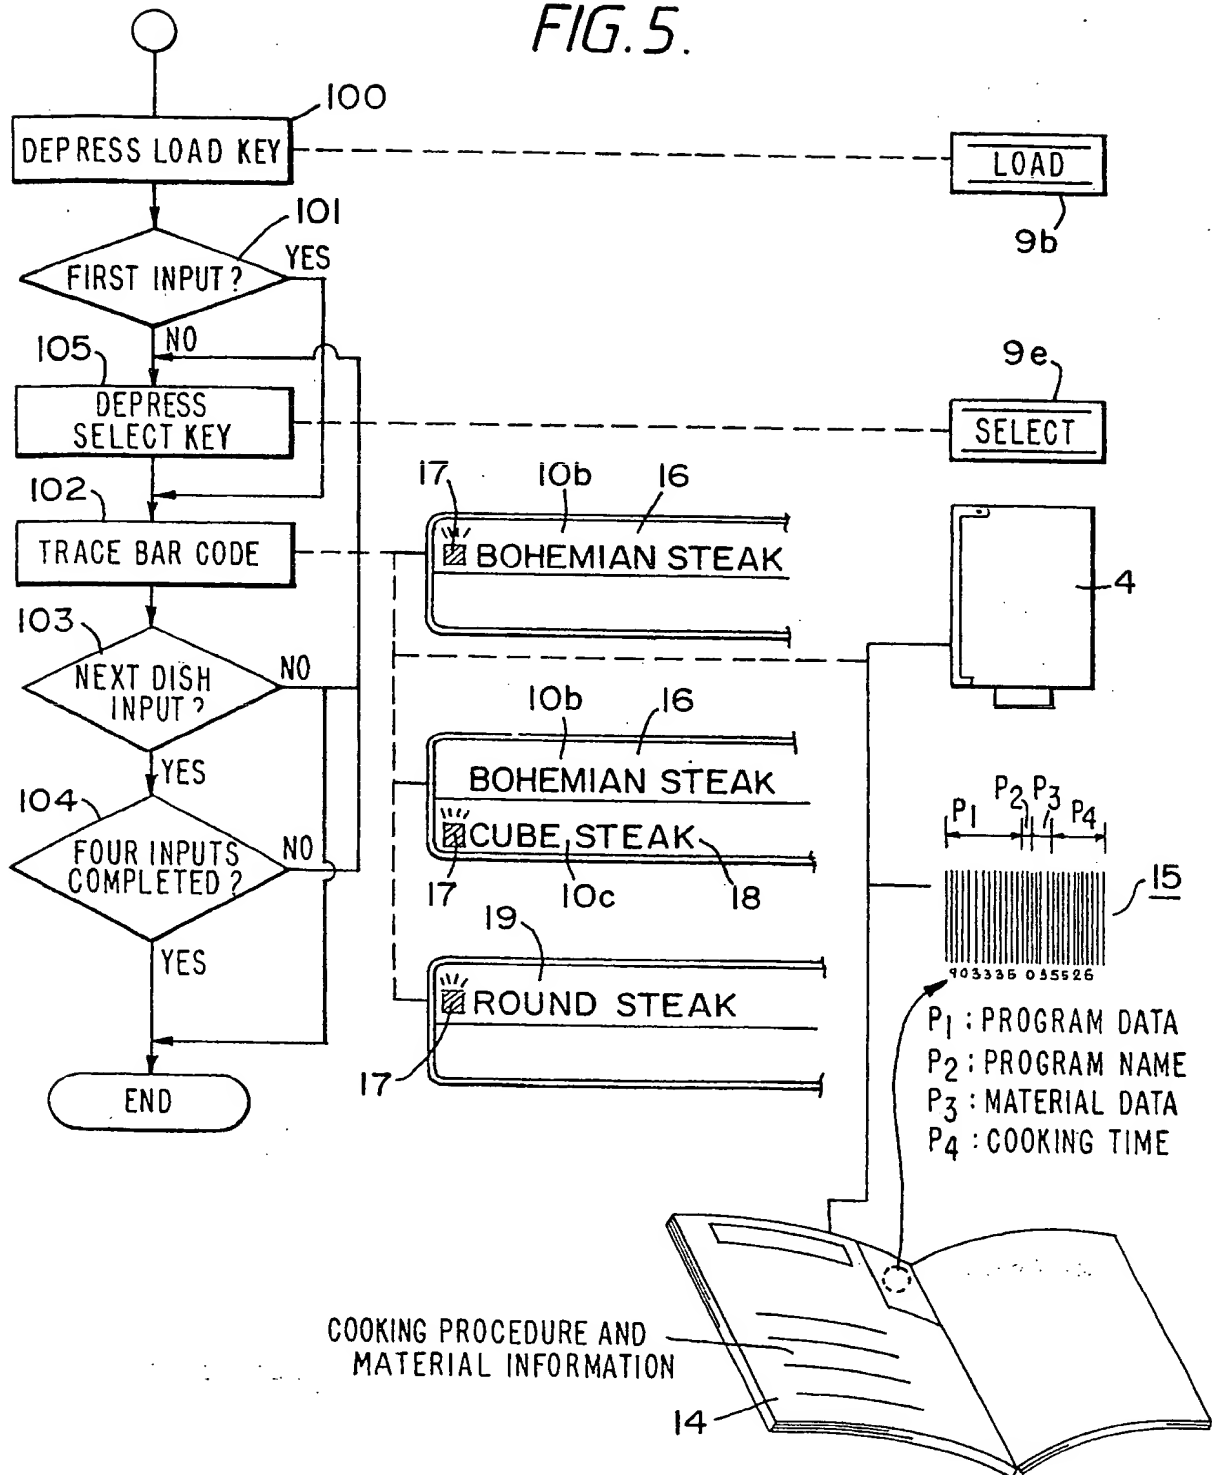 FIG. 5.
100
DEPRESS LOAD KEY
LOAD
9b
101
FIRST INPUT?
YES
NO
105
DEPRESS
SELECT KEY
9e
SELECT
102
TRACE BAR CODE
17
10b
16
BOHEMIAN STEAK
4
103
NEXT DISH
INPUT?
NO
YES
10b
16
BOHEMIAN STEAK
CUBE STEAK
17
10c
18
104
FOUR INPUTS
COMPLETED?
NO
YES
P1
P2
P3
P4
15
903335 035526
19
ROUND STEAK
17
END
P1 : PROGRAM DATA
P2 : PROGRAM NAME
P3 : MATERIAL DATA
P4 : COOKING TIME
COOKING PROCEDURE AND
MATERIAL INFORMATION
14